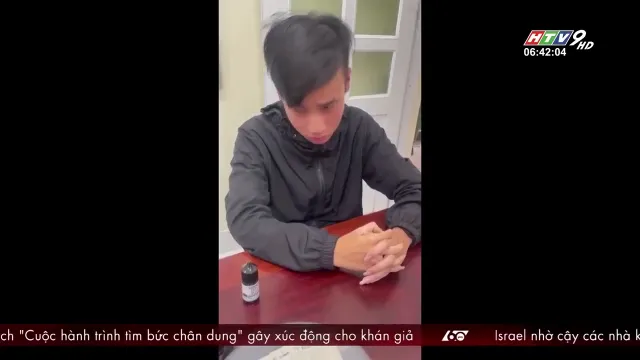 HTV9 HD
06:42:04
ch "Cuộc hành trình tìm bức chân dung" gây xúc động cho khán giả 60 Israel nhờ cậy các nhà k